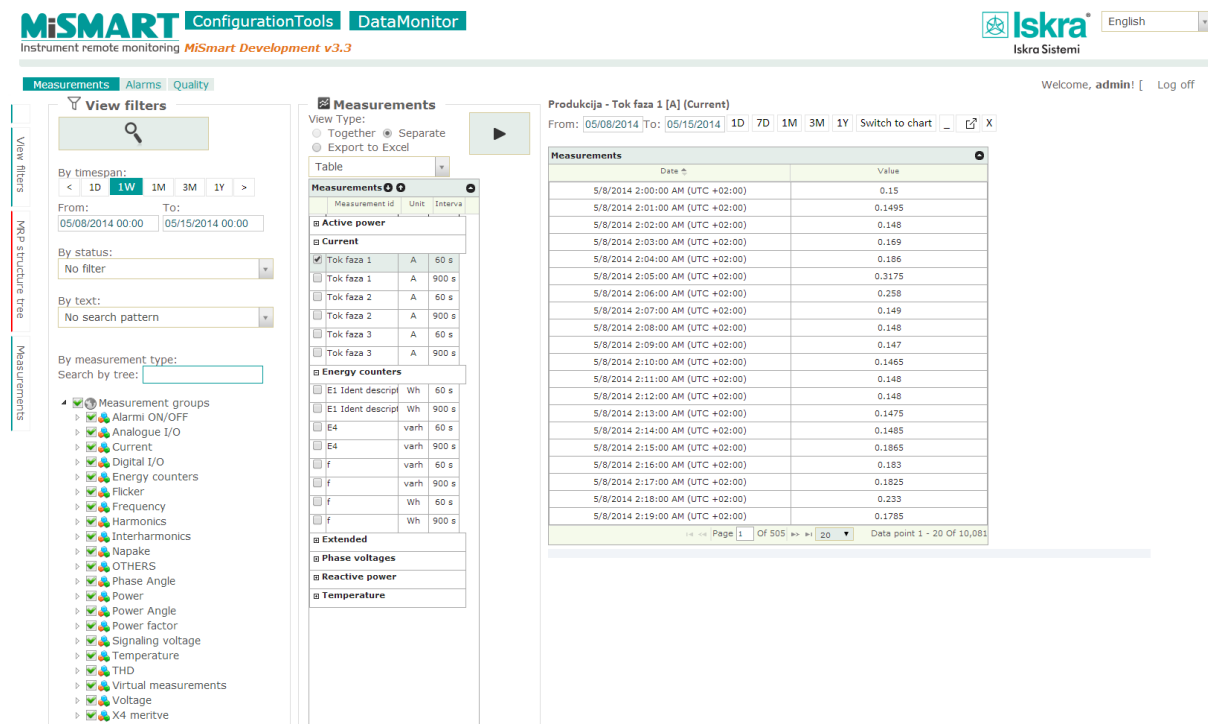 MiSMART ConfigurationTools DataMonitor
Instrument remote monitoring MiSmart Development v3.3
Iskra®
Iskra Sistemi
English
Measurements Alarms Quality
Welcome, admin! [ Log off
View filters
MRP structure tree
Measurements
View filters
By timespan:
< 1D 1W 1M 3M 1Y >
From: To:
05/08/2014 00:00 05/15/2014 00:00
By status:
No filter
By text:
No search pattern
By measurement type:
Search by tree:
Measurement groups
Alarmi ON/OFF
Analogue I/O
Current
Digital I/O
Energy counters
Flicker
Frequency
Harmonics
Interharmonics
Napake
OTHERS
Phase Angle
Power
Power Angle
Power factor
Signaling voltage
Temperature
THD
Virtual measurements
Voltage
X4 meritve
Measurements
View Type:
Together Separate
Export to Excel
Table
Measurements
Measurement id Unit Interva
Active power
Current
Tok faza 1 A 60 s
Tok faza 1 A 900 s
Tok faza 2 A 60 s
Tok faza 2 A 900 s
Tok faza 3 A 60 s
Tok faza 3 A 900 s
Energy counters
E1 Ident descript Wh 60 s
E1 Ident descript Wh 900 s
E4 varh 60 s
E4 varh 900 s
f varh 60 s
f varh 900 s
f Wh 60 s
f Wh 900 s
Extended
Phase voltages
Reactive power
Temperature
Produkcija - Tok faza 1 [A] (Current)
From: 05/08/2014 To: 05/15/2014 1D 7D 1M 3M 1Y Switch to chart _ X
Measurements
Date Value
5/8/2014 2:00:00 AM (UTC +02:00) 0.15
5/8/2014 2:01:00 AM (UTC +02:00) 0.1495
5/8/2014 2:02:00 AM (UTC +02:00) 0.148
5/8/2014 2:03:00 AM (UTC +02:00) 0.169
5/8/2014 2:04:00 AM (UTC +02:00) 0.186
5/8/2014 2:05:00 AM (UTC +02:00) 0.3175
5/8/2014 2:06:00 AM (UTC +02:00) 0.258
5/8/2014 2:07:00 AM (UTC +02:00) 0.149
5/8/2014 2:08:00 AM (UTC +02:00) 0.148
5/8/2014 2:09:00 AM (UTC +02:00) 0.147
5/8/2014 2:10:00 AM (UTC +02:00) 0.1465
5/8/2014 2:11:00 AM (UTC +02:00) 0.148
5/8/2014 2:12:00 AM (UTC +02:00) 0.148
5/8/2014 2:13:00 AM (UTC +02:00) 0.1475
5/8/2014 2:14:00 AM (UTC +02:00) 0.1485
5/8/2014 2:15:00 AM (UTC +02:00) 0.1865
5/8/2014 2:16:00 AM (UTC +02:00) 0.183
5/8/2014 2:17:00 AM (UTC +02:00) 0.1825
5/8/2014 2:18:00 AM (UTC +02:00) 0.233
5/8/2014 2:19:00 AM (UTC +02:00) 0.1785
Page 1 Of 505 20 Data point 1 - 20 Of 10,081